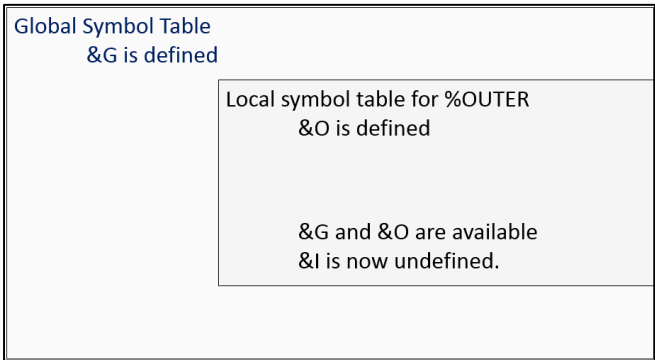 Global Symbol Table
&G is defined
Local symbol table for %OUTER
&O is defined
&G and &O are available
&I is now undefined.